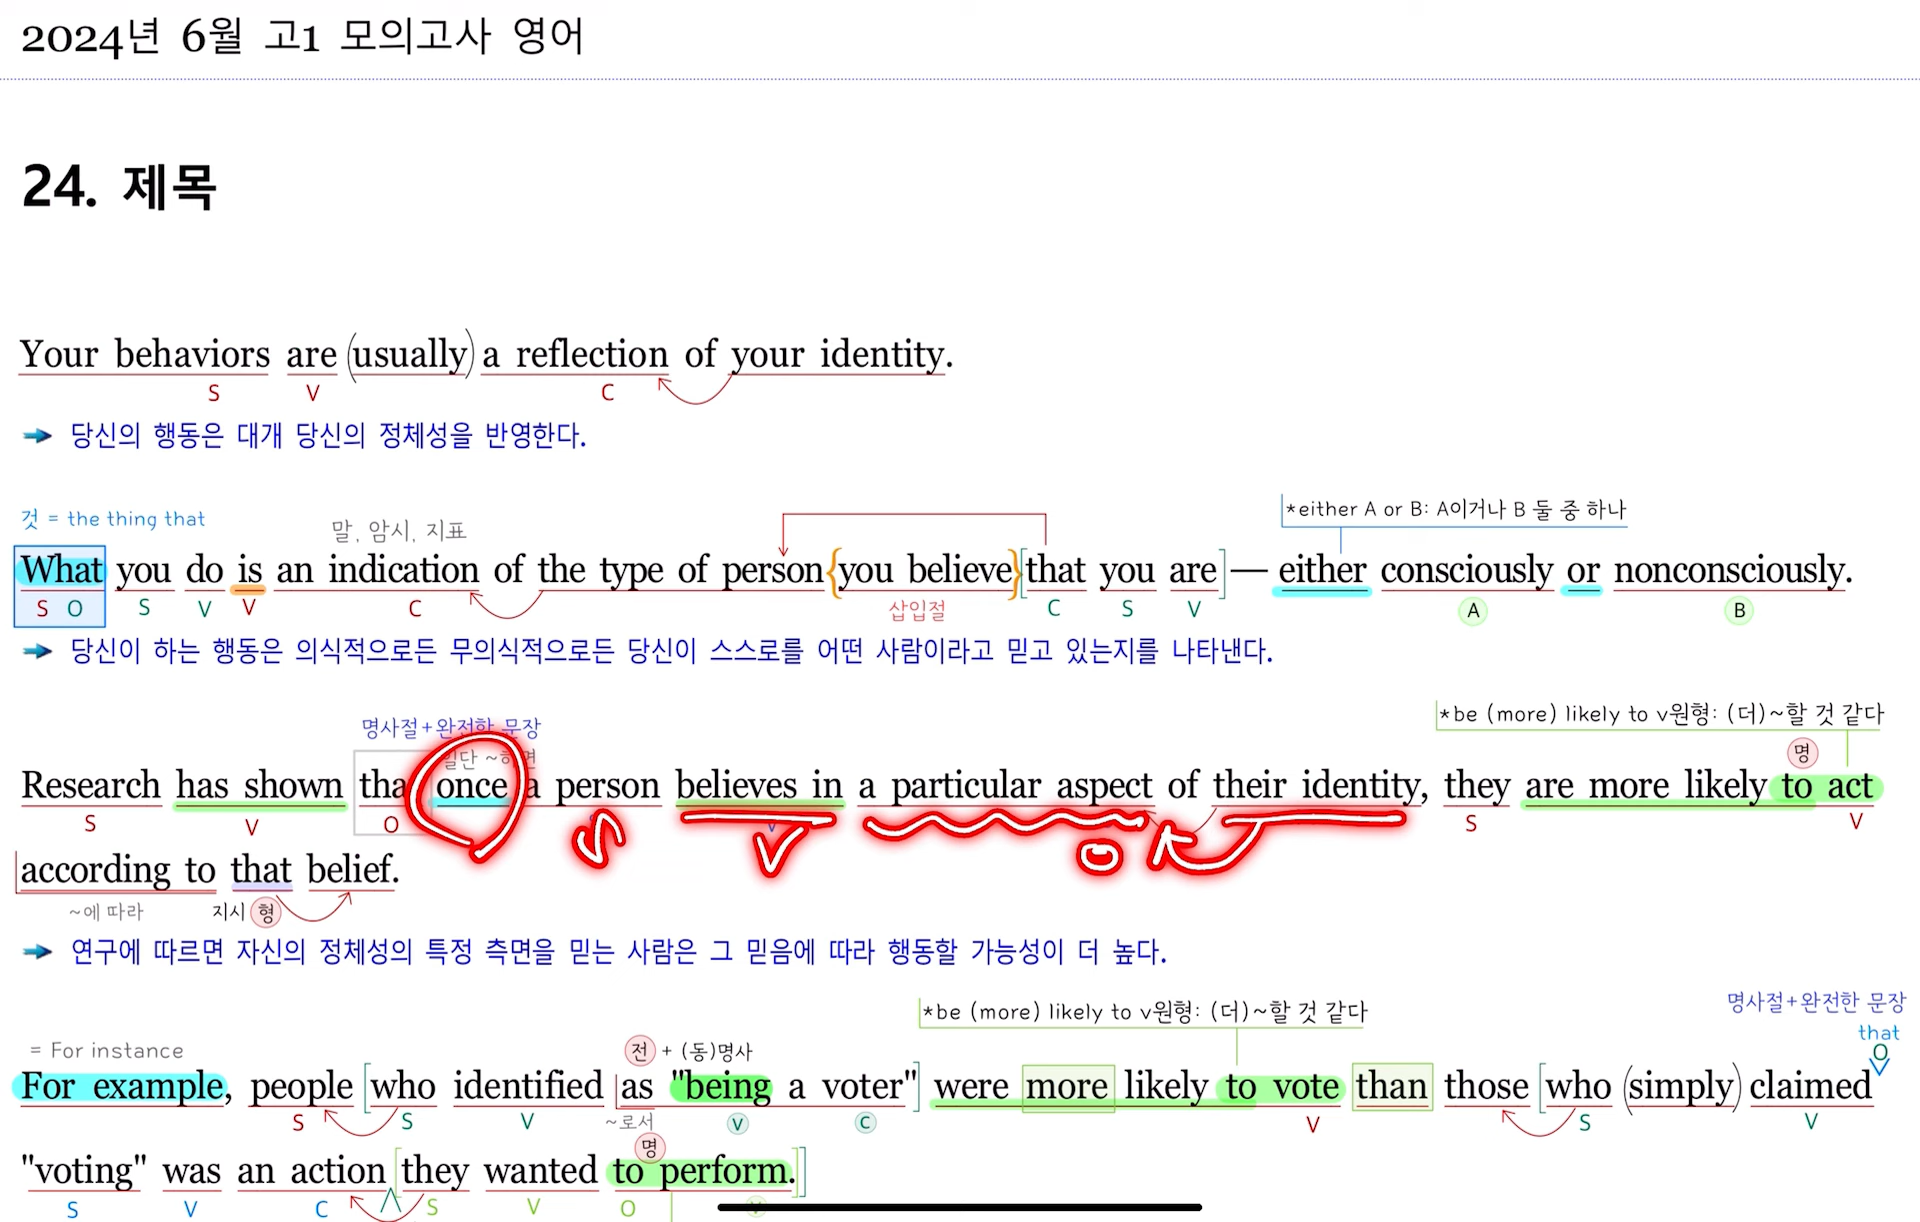 2024년 6월 고1 모의고사 영어
24. 제목
Your behaviors are (usually) a reflection of your identity.
S V C
당신의 행동은 대개 당신의 정체성을 반영한다.
것 = the thing that 말, 암시, 지표 *either A or B: A이거나 B 둘 중 하나
What you do is an indication of the type of person {you believe} [that you are] — either consciously or nonconsciously.
S O S V V C 삽입절 C S V A B
당신이 하는 행동은 의식적으로든 무의식적으로든 당신이 스스로를 어떤 사람이라고 믿고 있는지를 나타낸다.
명사절+완전한 문장 *be (more) likely to v원형: (더)~할 것 같다
일단 ~하면 명
Research has shown tha once a person believes in a particular aspect of their identity, they are more likely to act
S V O S V O S V
according to that belief.
~에 따라 지시 형
연구에 따르면 자신의 정체성의 특정 측면을 믿는 사람은 그 믿음에 따라 행동할 가능성이 더 높다.
*be (more) likely to v원형: (더)~할 것 같다 명사절+완전한 문장
= For instance 전 + (동)명사 that
O
For example, people [who identified as "being a voter"] were more likely to vote than those [who (simply) claimed
S S V ~로서 V C V S V
명
"voting" was an action [they wanted to perform.]
S V C S V O